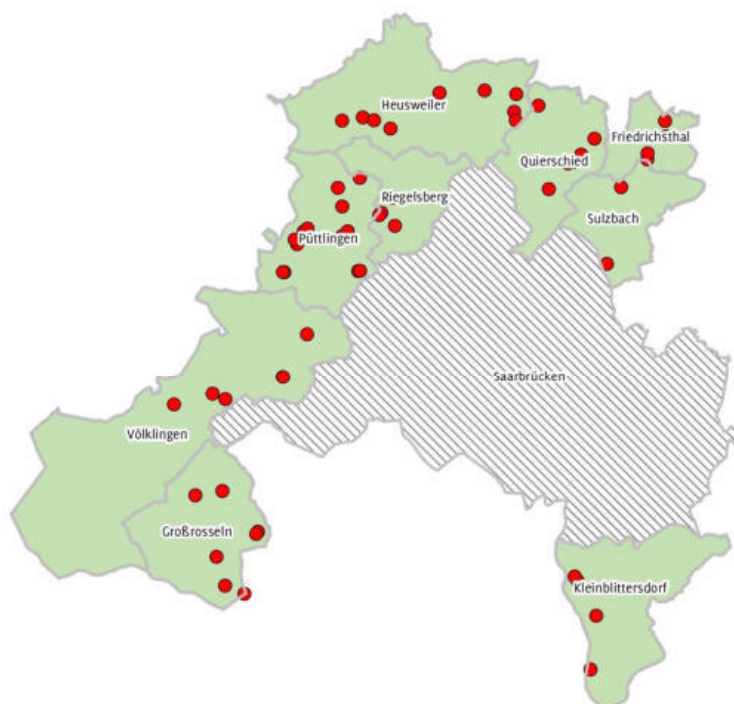 Heusweiler
Friedrichsthal
Quierschied
Riegelsberg
Sulzbach
Püttlingen
Saarbrücken
Völklingen
Großrosseln
Kleinblittersdorf